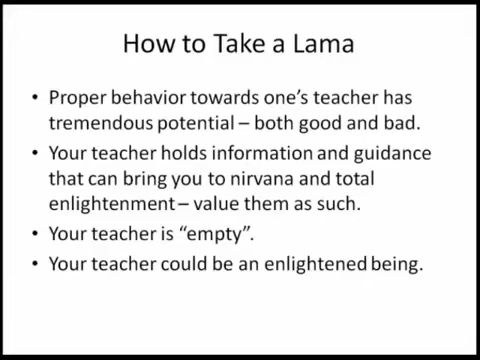 How to Take a Lama
• Proper behavior towards one's teacher has
tremendous potential – both good and bad.
• Your teacher holds information and guidance
that can bring you to nirvana and total
enlightenment – value them as such.
• Your teacher is “empty”.
• Your teacher could be an enlightened being.